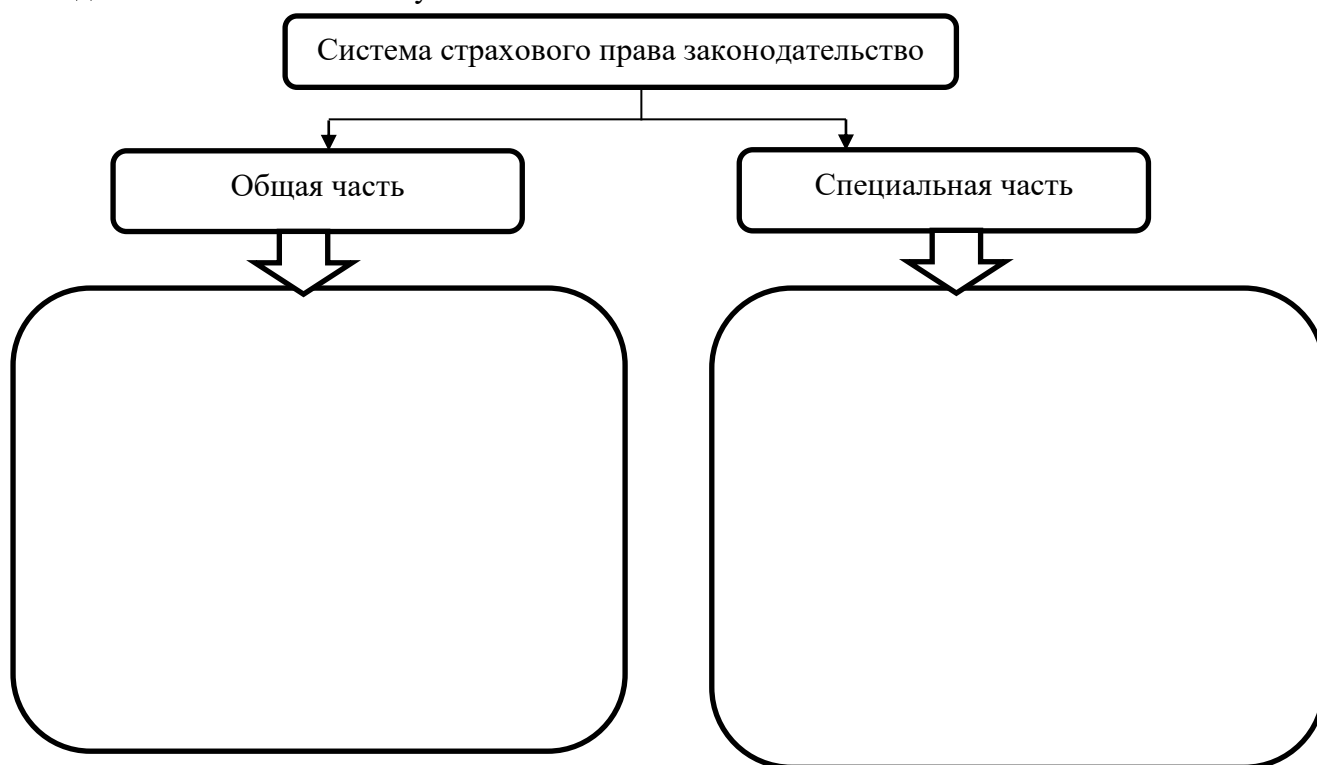 Система страхового права законодательство
Общая часть
Специальная часть